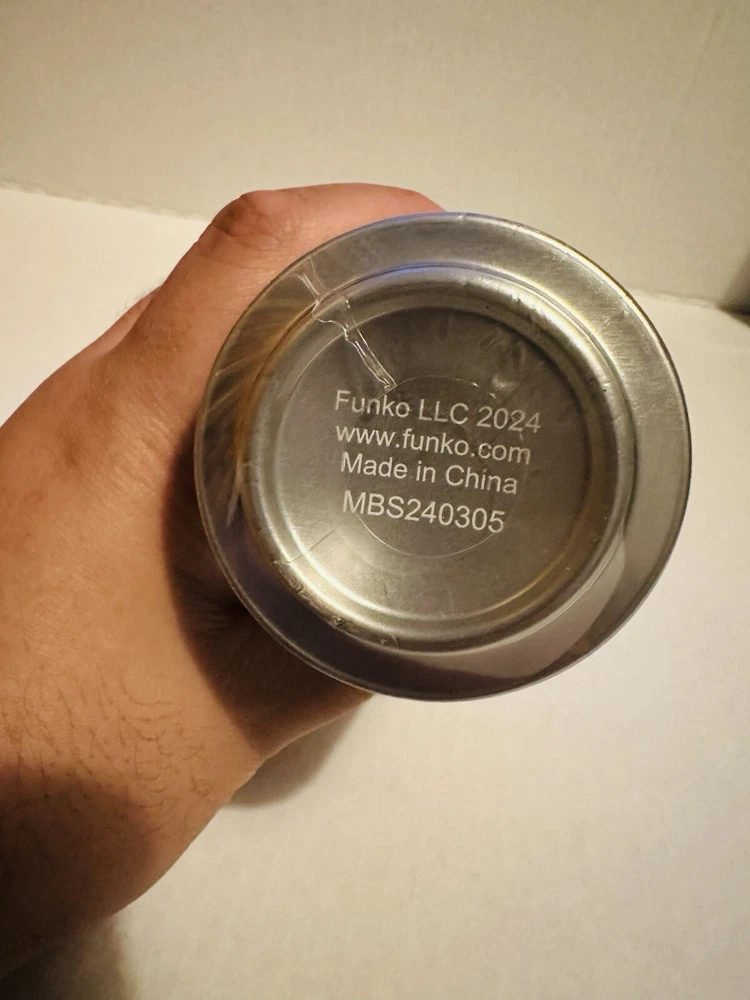 Funko LLC 2024
www.funko.com
Made in China
MBS240305